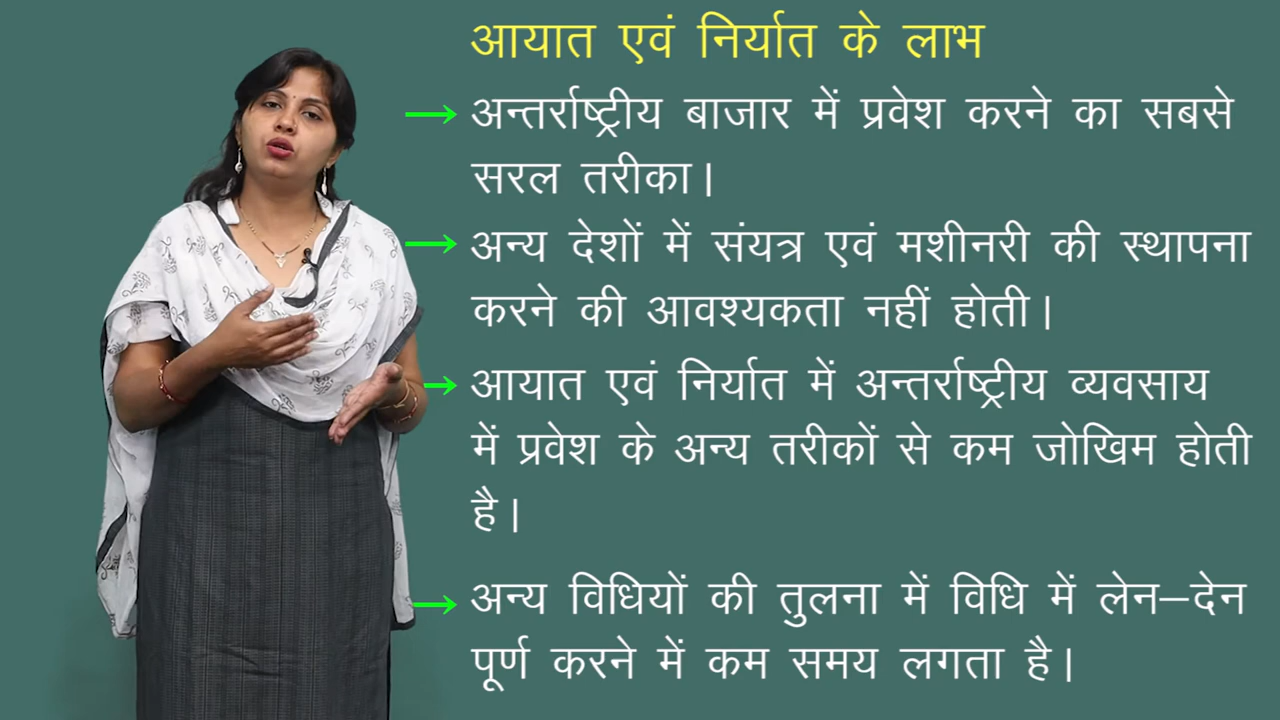 आयात एवं निर्यात के लाभ
अन्तर्राष्ट्रीय बाजार में प्रवेश करने का सबसे
सरल तरीका।
अन्य देशों में संयत्र एवं मशीनरी की स्थापना
करने की आवश्यकता नहीं होती।
आयात एवं निर्यात में अन्तर्राष्ट्रीय व्यवसाय
में प्रवेश के अन्य तरीकों से कम जोखिम होती
है।
अन्य विधियों की तुलना में विधि में लेन–देन
पूर्ण करने में कम समय लगता है।